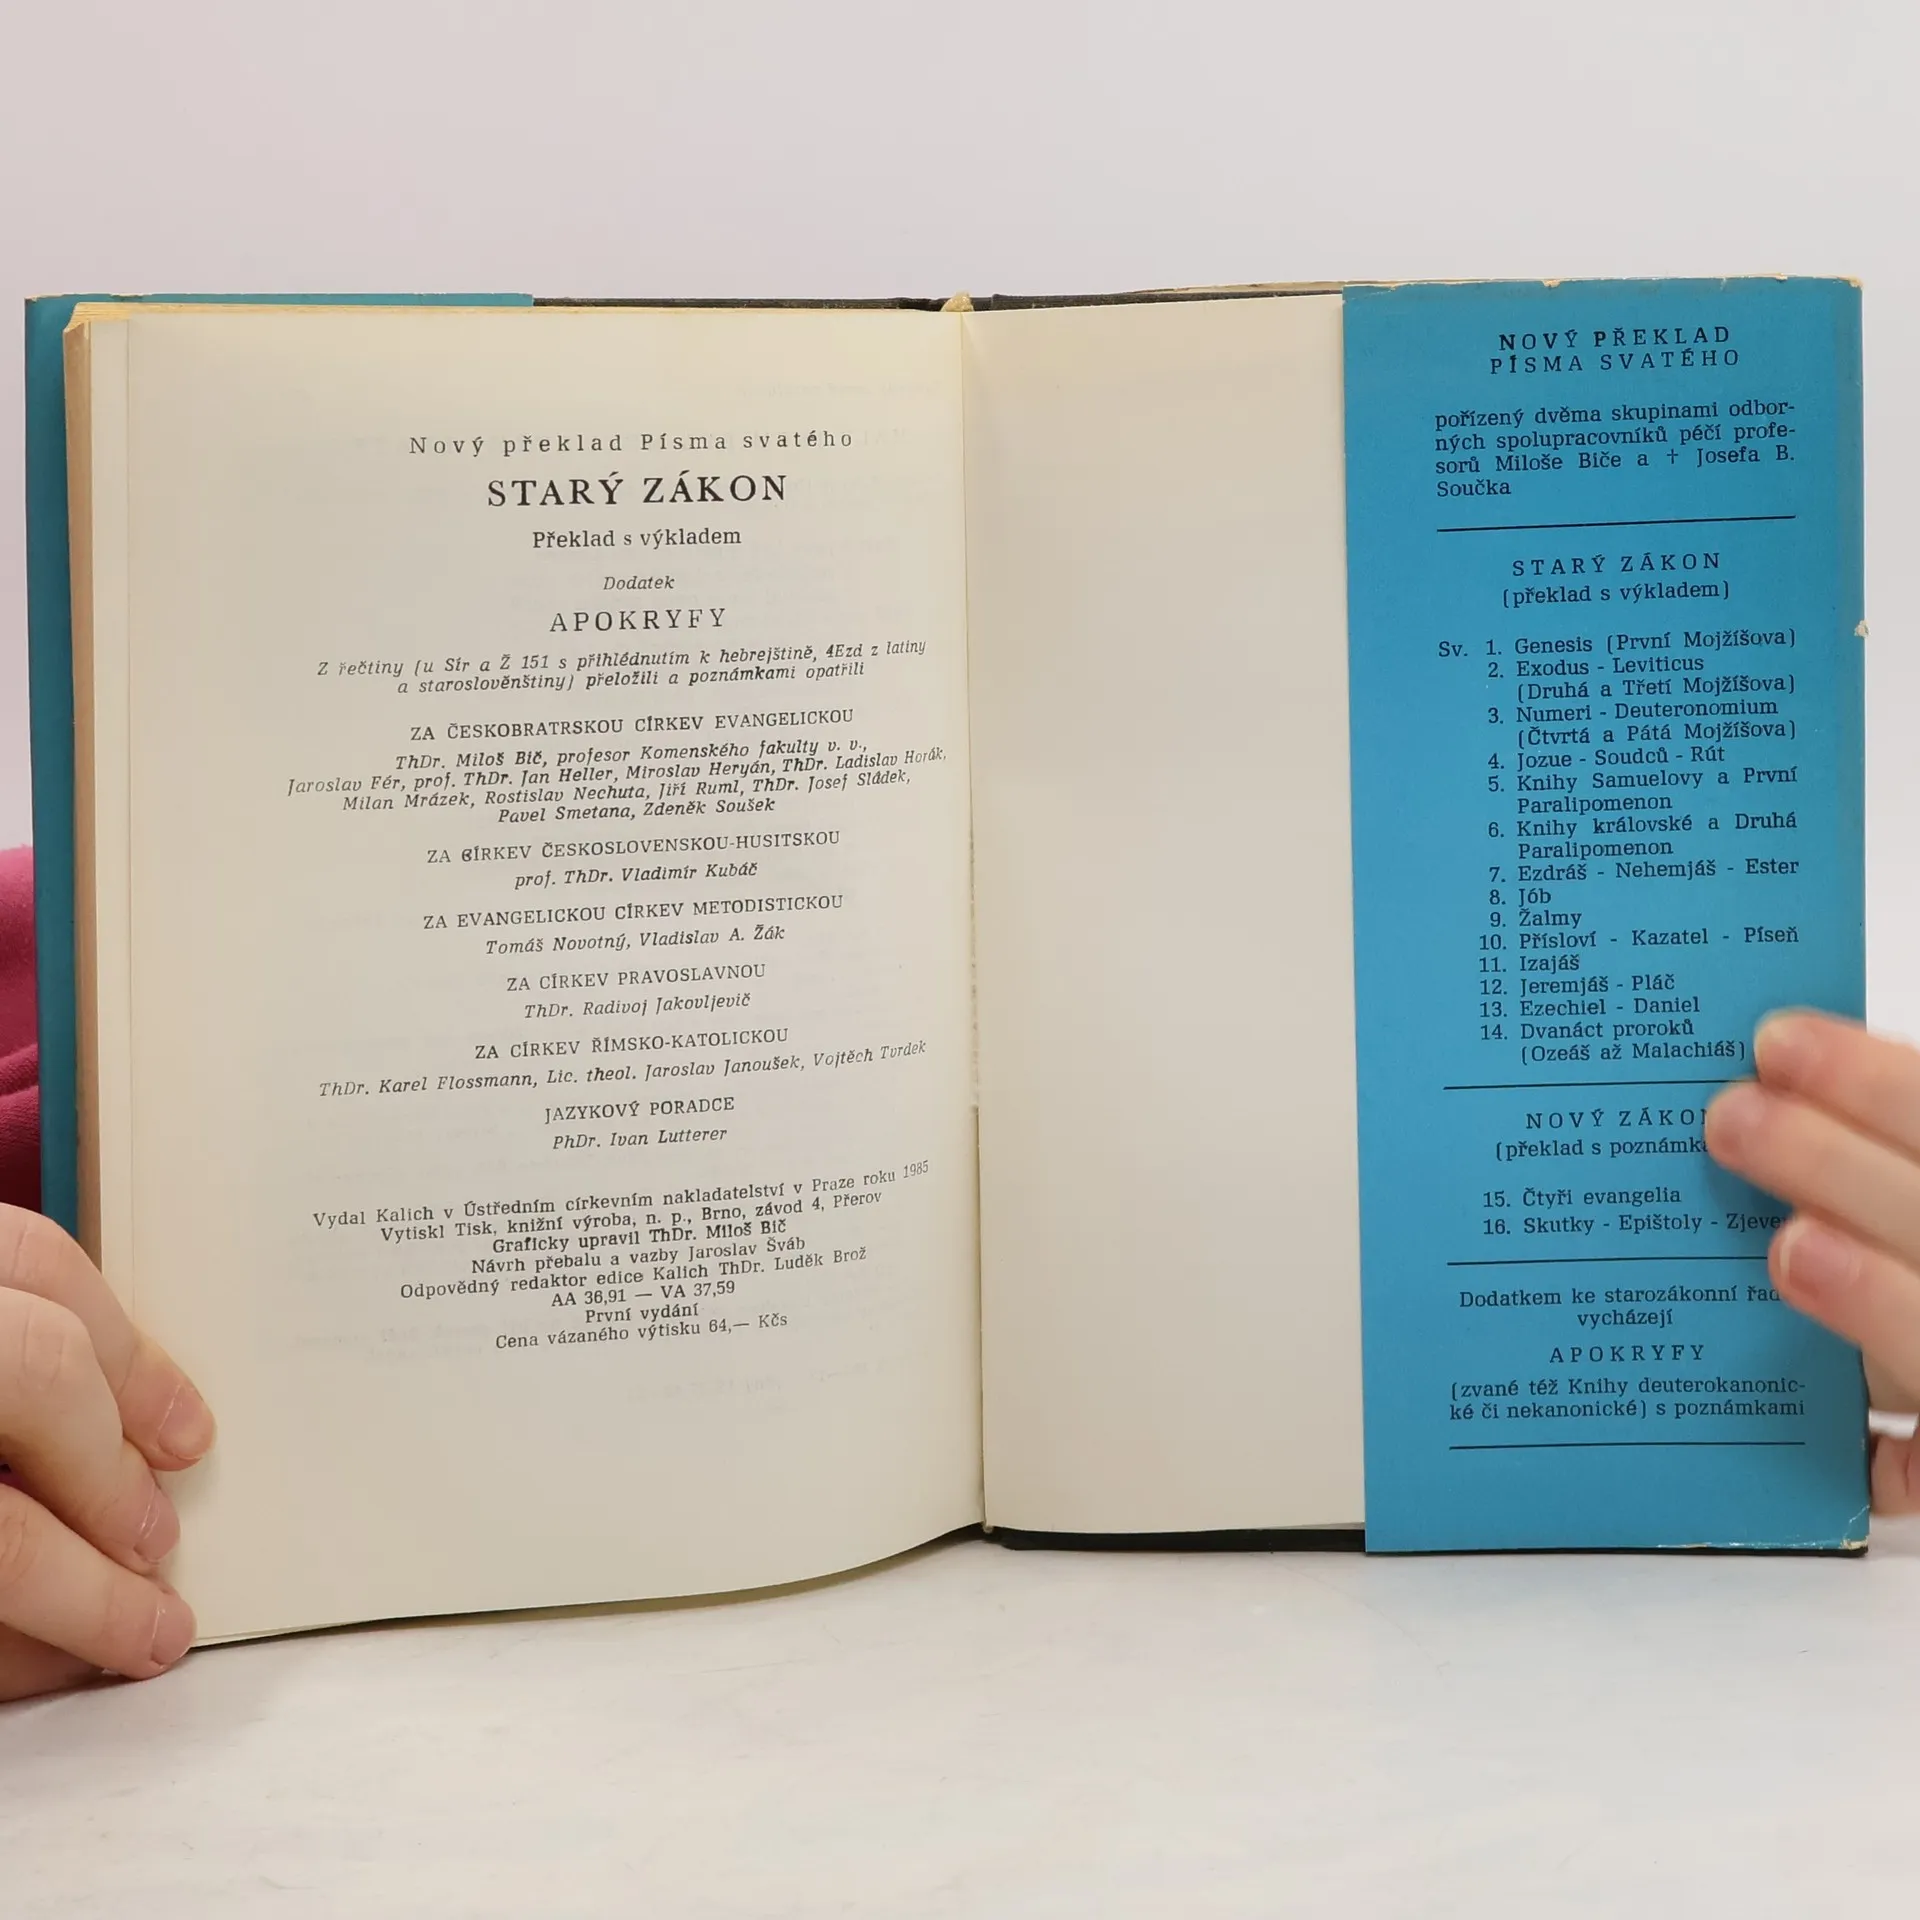 Nový překlad Písma svatého
STARÝ ZÁKON
Překlad s výkladem
Dodatek
APOKRYFY
Z řečtiny (u Sír a Ž 151 s přihlédnutím k hebrejštině, 4Ezd z latiny
a staroslověnštiny) přeložili a poznámkami opatřili
ZA ČESKOBRATRSKOU CÍRKEV EVANGELICKOU
ThDr. Miloš Bič, profesor Komenského fakulty v. v.,
Jaroslav Fér, prof. ThDr. Jan Heller, Miroslav Heryán, ThDr. Ladislav Horák,
Milan Mrázek, Rostislav Nechuta, Jiří Ruml, ThDr. Josef Sládek,
Pavel Smetana, Zdeněk Soušek
ZA CÍRKEV ČESKOSLOVENSKOU-HUSITSKOU
prof. ThDr. Vladimír Kubáč
ZA EVANGELICKOU CÍRKEV METODISTICKOU
Tomáš Novotný, Vladislav A. Žák
ZA CÍRKEV PRAVOSLAVNOU
ThDr. Radivoj Jakovljevič
ZA CÍRKEV ŘÍMSKO-KATOLICKOU
ThDr. Karel Flossmann, Lic. theol. Jaroslav Janoušek, Vojtěch Tvrdek
JAZYKOVÝ PORADCE
PhDr. Ivan Lutterer
Vydal Kalich v Ústředním církevním nakladatelství v Praze roku 1985
Vytiskl Tisk, knižní výroba, n. p., Brno, závod 4, Přerov
Graficky upravil ThDr. Miloš Bič
Návrh přebalu a vazby Jaroslav Šváb
Odpovědný redaktor edice Kalich ThDr. Luděk Brož
AA 36,91 — VA 37,59
První vydání
Cena vázaného výtisku 64,— Kčs
NOVÝ PŘEKLAD
PÍSMA SVATÉHO
pořízený dvěma skupinami odbor-
ných spolupracovníků péčí profe-
sorů Miloše Biče a † Josefa B.
Součka
STARÝ ZÁKON
(překlad s výkladem)
Sv. 1. Genesis (První Mojžíšova)
2. Exodus - Leviticus
(Druhá a Třetí Mojžíšova)
3. Numeri - Deuteronomium
(Čtvrtá a Pátá Mojžíšova)
4. Jozue - Soudců - Rút
5. Knihy Samuelovy a První
Paralipomenon
6. Knihy královské a Druhá
Paralipomenon
7. Ezdráš - Nehemjáš - Ester
8. Jób
9. Žalmy
10. Přísloví - Kazatel - Píseň
11. Izajáš
12. Jeremjáš - Pláč
13. Ezechiel - Daniel
14. Dvanáct proroků
(Ozeáš až Malachiáš)
NOVÝ ZÁKON
(překlad s
15. Čtyři evangelia
16. Skutky - Epištoly -
Dodatkem ke starozákonní
vycházejí
APOKRYFY
(zvané též Knihy deuterokanonic-
ké či nekanonické) s poznámkami